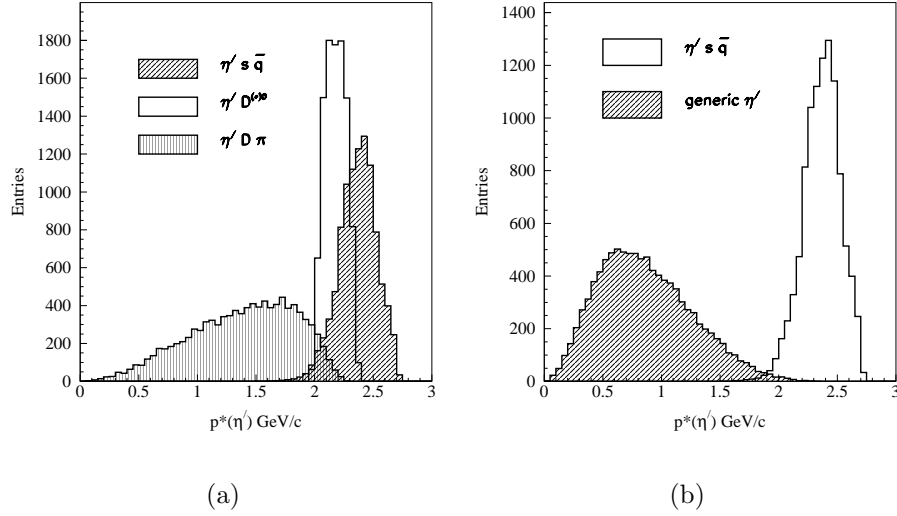 1800
1600
1400
1200
1000
800
600
400
200
0
Entries
η′ s q̅
η′ D⁽*⁾⁰
η′ D π
0 0.5 1 1.5 2 2.5 3
p*(η′) GeV/c
(a)
1400
1200
1000
800
600
400
200
0
Entries
η′ s q̅
generic η′
0 0.5 1 1.5 2 2.5 3
p*(η′) GeV/c
(b)